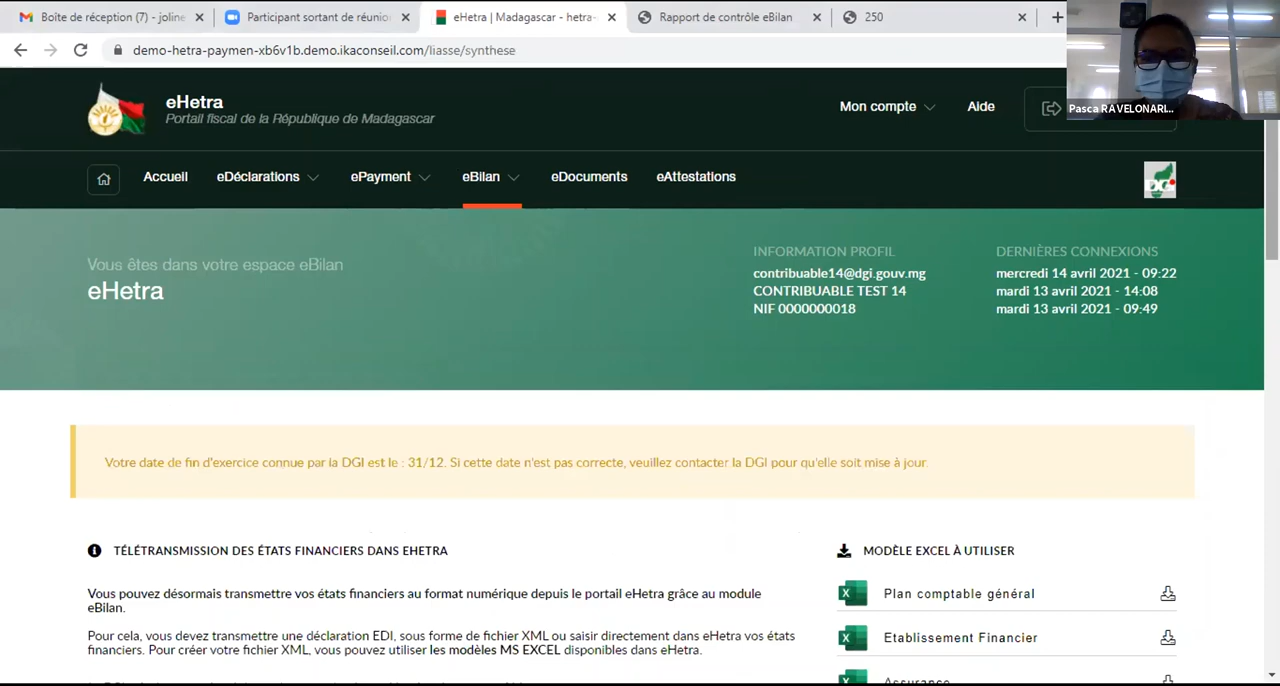 Boîte de réception (7) - joline
Participant sortant de réunio
eHetra | Madagascar - hetra-
Rapport de contrôle eBilan
250
demo-hetra-paymen-xb6v1b.demo.ikaconseil.com/liasse/synthese
Pasca RAVELONARI...
eHetra
Portail fiscal de la République de Madagascar
Mon compte
Aide
Accueil
eDéclarations
ePayment
eBilan
eDocuments
eAttestations
Vous êtes dans votre espace eBilan
eHetra
INFORMATION PROFIL
contribuable14@dgi.gouv.mg
CONTRIBUABLE TEST 14
NIF 0000000018
DERNIÈRES CONNEXIONS
mercredi 14 avril 2021 - 09:22
mardi 13 avril 2021 - 14:08
mardi 13 avril 2021 - 09:49
Votre date de fin d'exercice connue par la DGI est le : 31/12. Si cette date n'est pas correcte, veuillez contacter la DGI pour qu'elle soit mise à jour.
TÉLÉTRANSMISSION DES ÉTATS FINANCIERS DANS EHETRA
Vous pouvez désormais transmettre vos états financiers au format numérique depuis le portail eHetra grâce au module
eBilan.
Pour cela, vous devez transmettre une déclaration EDI, sous forme de fichier XML ou saisir directement dans eHetra vos états
financiers. Pour créer votre fichier XML, vous pouvez utiliser les modèles MS EXCEL disponibles dans eHetra.
MODÈLE EXCEL À UTILISER
Plan comptable général
Etablissement Financier
Assurance